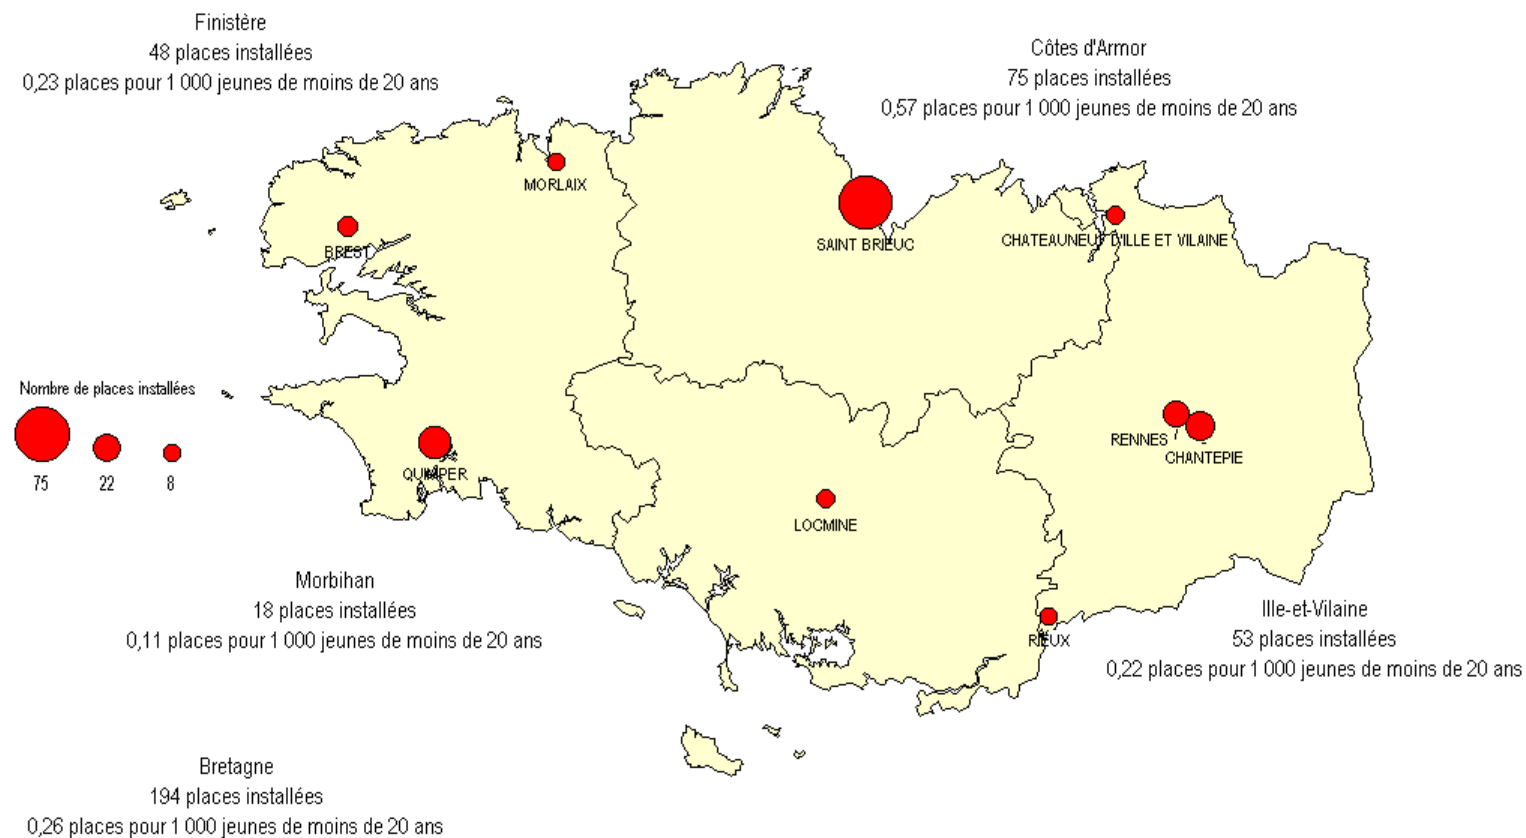 Finistère
48 places installées
0,23 places pour 1 000 jeunes de moins de 20 ans
Côtes d'Armor
75 places installées
0,57 places pour 1 000 jeunes de moins de 20 ans
MORLAIX
BREST
SAINT BRIEUC
CHATEAUNEUF D'ILLE ET VILAINE
Nombre de places installées
75 22 8
QUIMPER
RENNES
CHANTEPIE
LOCMINE
RIEUX
Morbihan
18 places installées
0,11 places pour 1 000 jeunes de moins de 20 ans
Ille-et-Vilaine
53 places installées
0,22 places pour 1 000 jeunes de moins de 20 ans
Bretagne
194 places installées
0,26 places pour 1 000 jeunes de moins de 20 ans